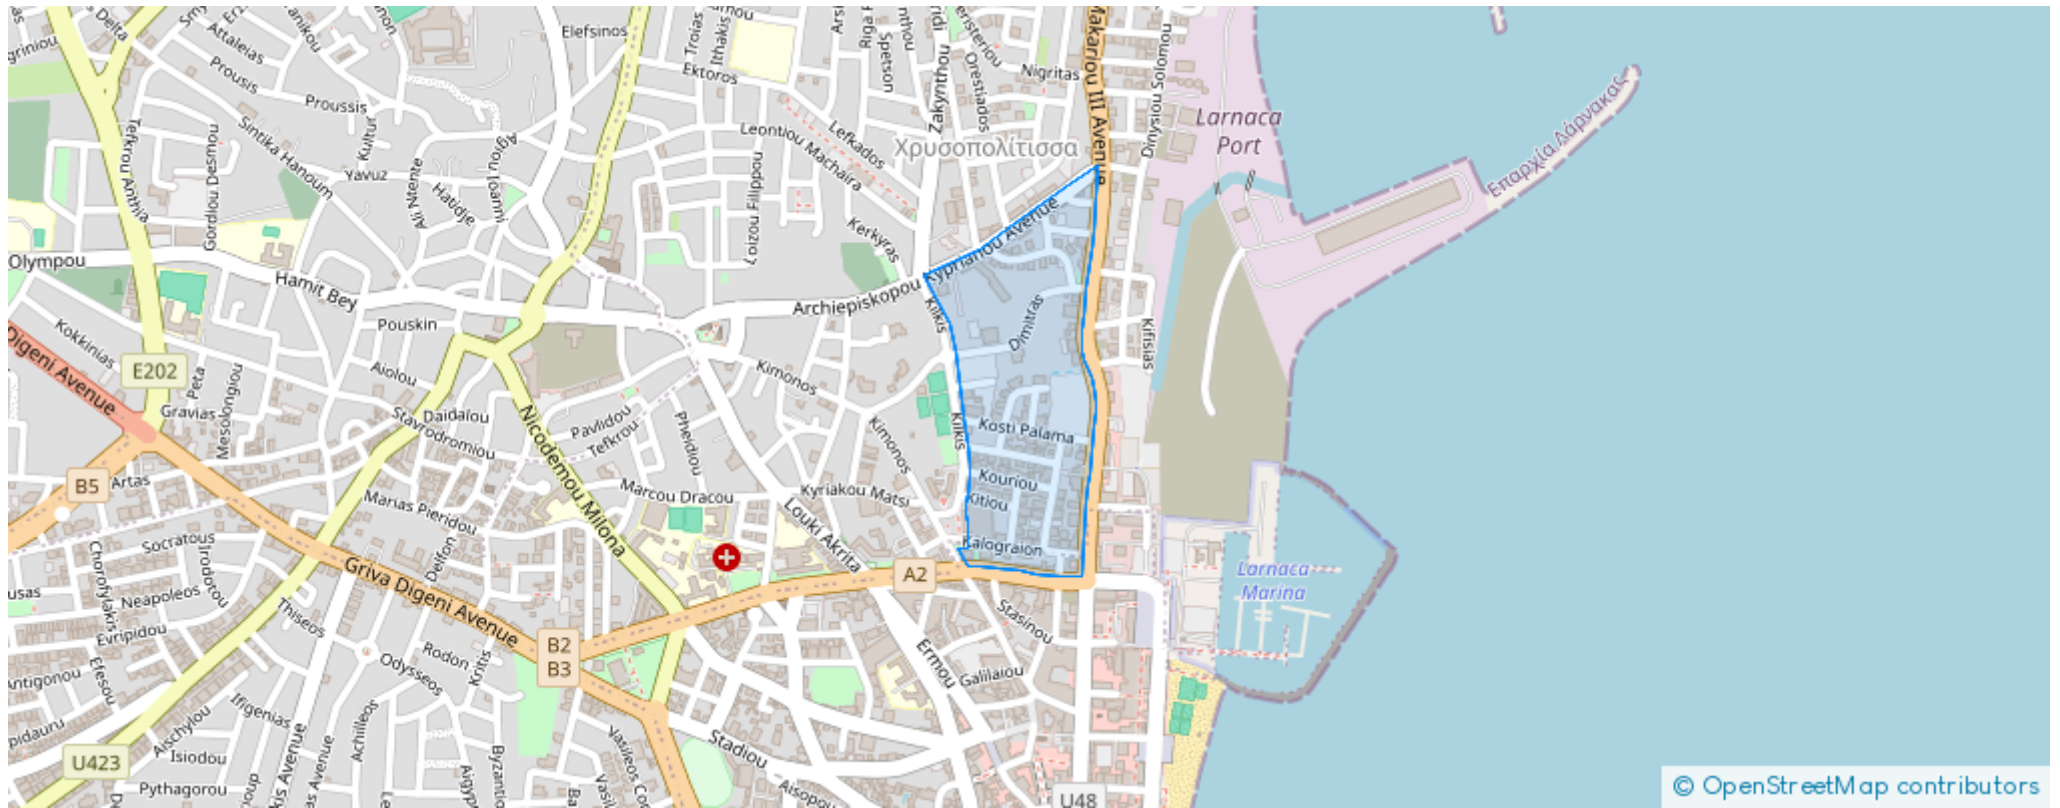 Elefsinos
Attaleias
Prousis
Proussis
Troias
Ithakis
Ektoros
Spetson
Zakynthou
Orestiados
Nigritas
Makariou III Avenue
Dinysiou Solomou
Larnaca
Port
Επαρχία Λάρνακας
Χρυσοπολίτισσα
Leontiou Machaira
Lefkados
Loizou Filippou
Kerkyras
Tefkrou Anthia
Gordiou Desmou
Sintika Hanoum
Kultur
Yavuz
Ali Ntente
Hatidje
Agiou Ioanni
Olympou
Hamit Bey
Archiepiskopou Kyprianou Avenue
Kilkis
Dimitras
Kifisias
Kokkinias
Digeni Avenue
E202
Pouskin
Aiolou
Peta
Gravias
Mesolongiou
Daidalou
Stavrodromiou
Kimonos
Kimonos
Pavlidou
Tefkrou
Pheidiou
Nicodemou Milona
Kilkis
Kosti Palama
Kouriou
Kitiou
Kalograion
B5
Artas
Marias Pieridou
Marcou Dracou
Kyriakou Matsi
Louki Akrita
Socratous
Irodotou
Chorofylakis
Neapoleos
Evripidou
Delfon
Griva Digeni Avenue
A2
Larnaca
Marina
Stasinou
Ermou
Galilaiou
Thiseos
B2
B3
Rodon
Kritis
Odysseos
Antigonou
Efesou
Ifigenias
Aischylou
Isiodou
Achilleos
U423
Pythagorou
Vasileos
Stadiou
U48
© OpenStreetMap contributors